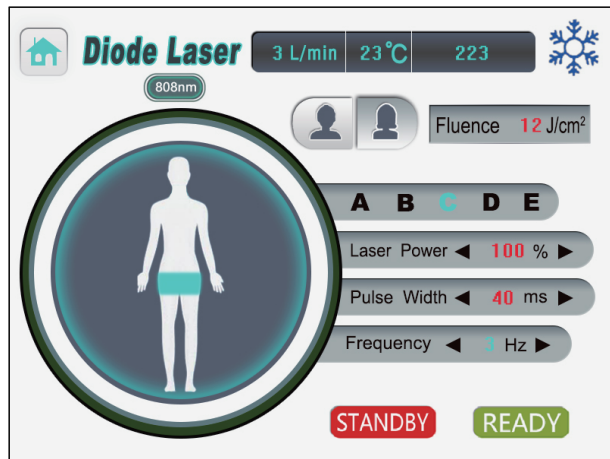 Diode Laser 3 L/min 23℃ 223
808nm
Fluence 12 J/cm²
A B C D E
Laser Power ◀ 100 % ▶
Pulse Width ◀ 40 ms ▶
Frequency ◀ 3 Hz ▶
STANDBY READY